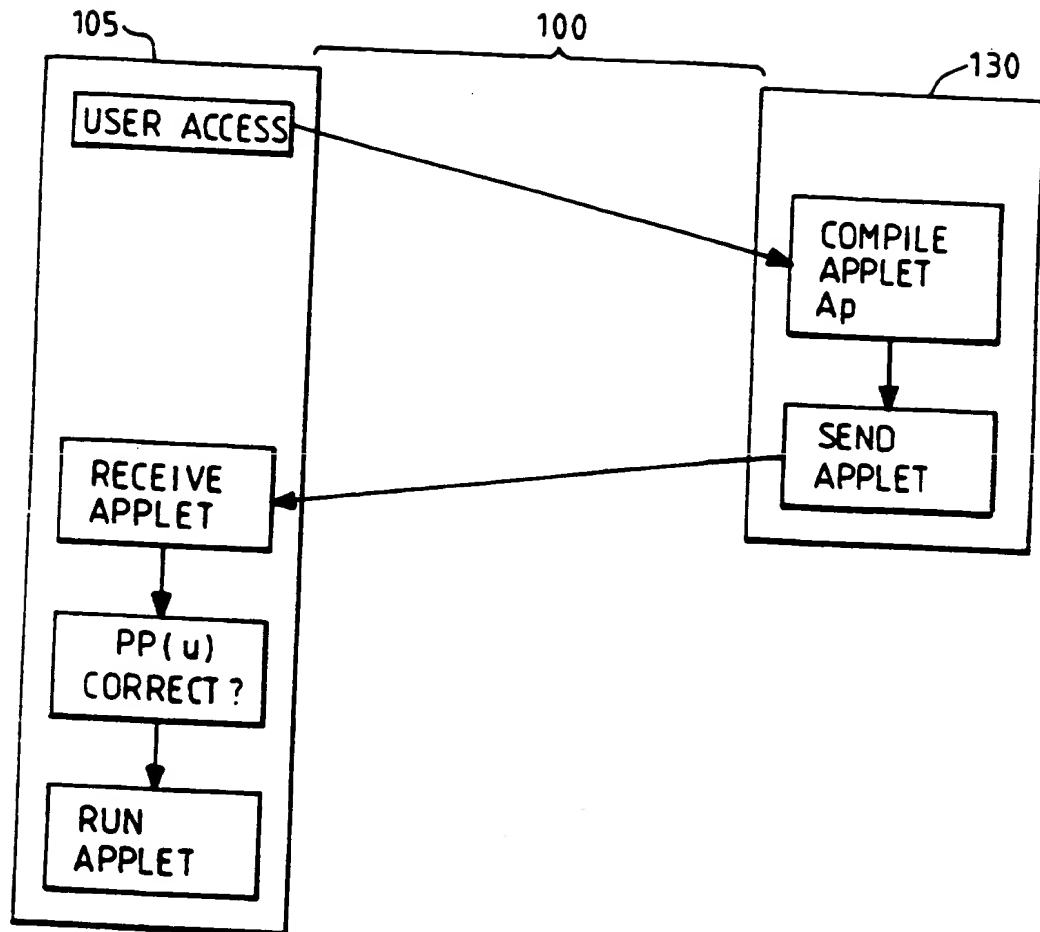 105
100
130
USER ACCESS
COMPILE
APPLET
Ap
SEND
APPLET
RECEIVE
APPLET
PP(u)
CORRECT?
RUN
APPLET